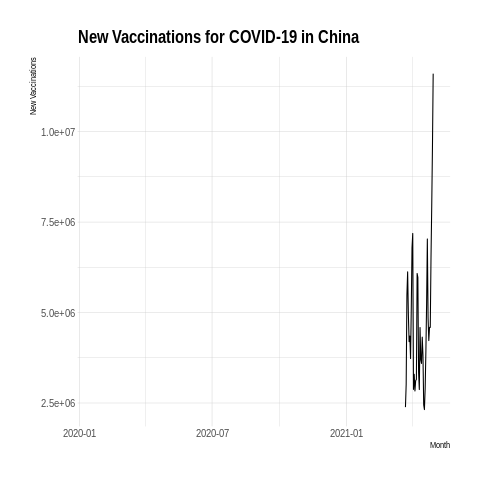 New Vaccinations for COVID-19 in China
New Vaccinations
1.0e+07
7.5e+06
5.0e+06
2.5e+06
2020-01
2020-07
2021-01
Month